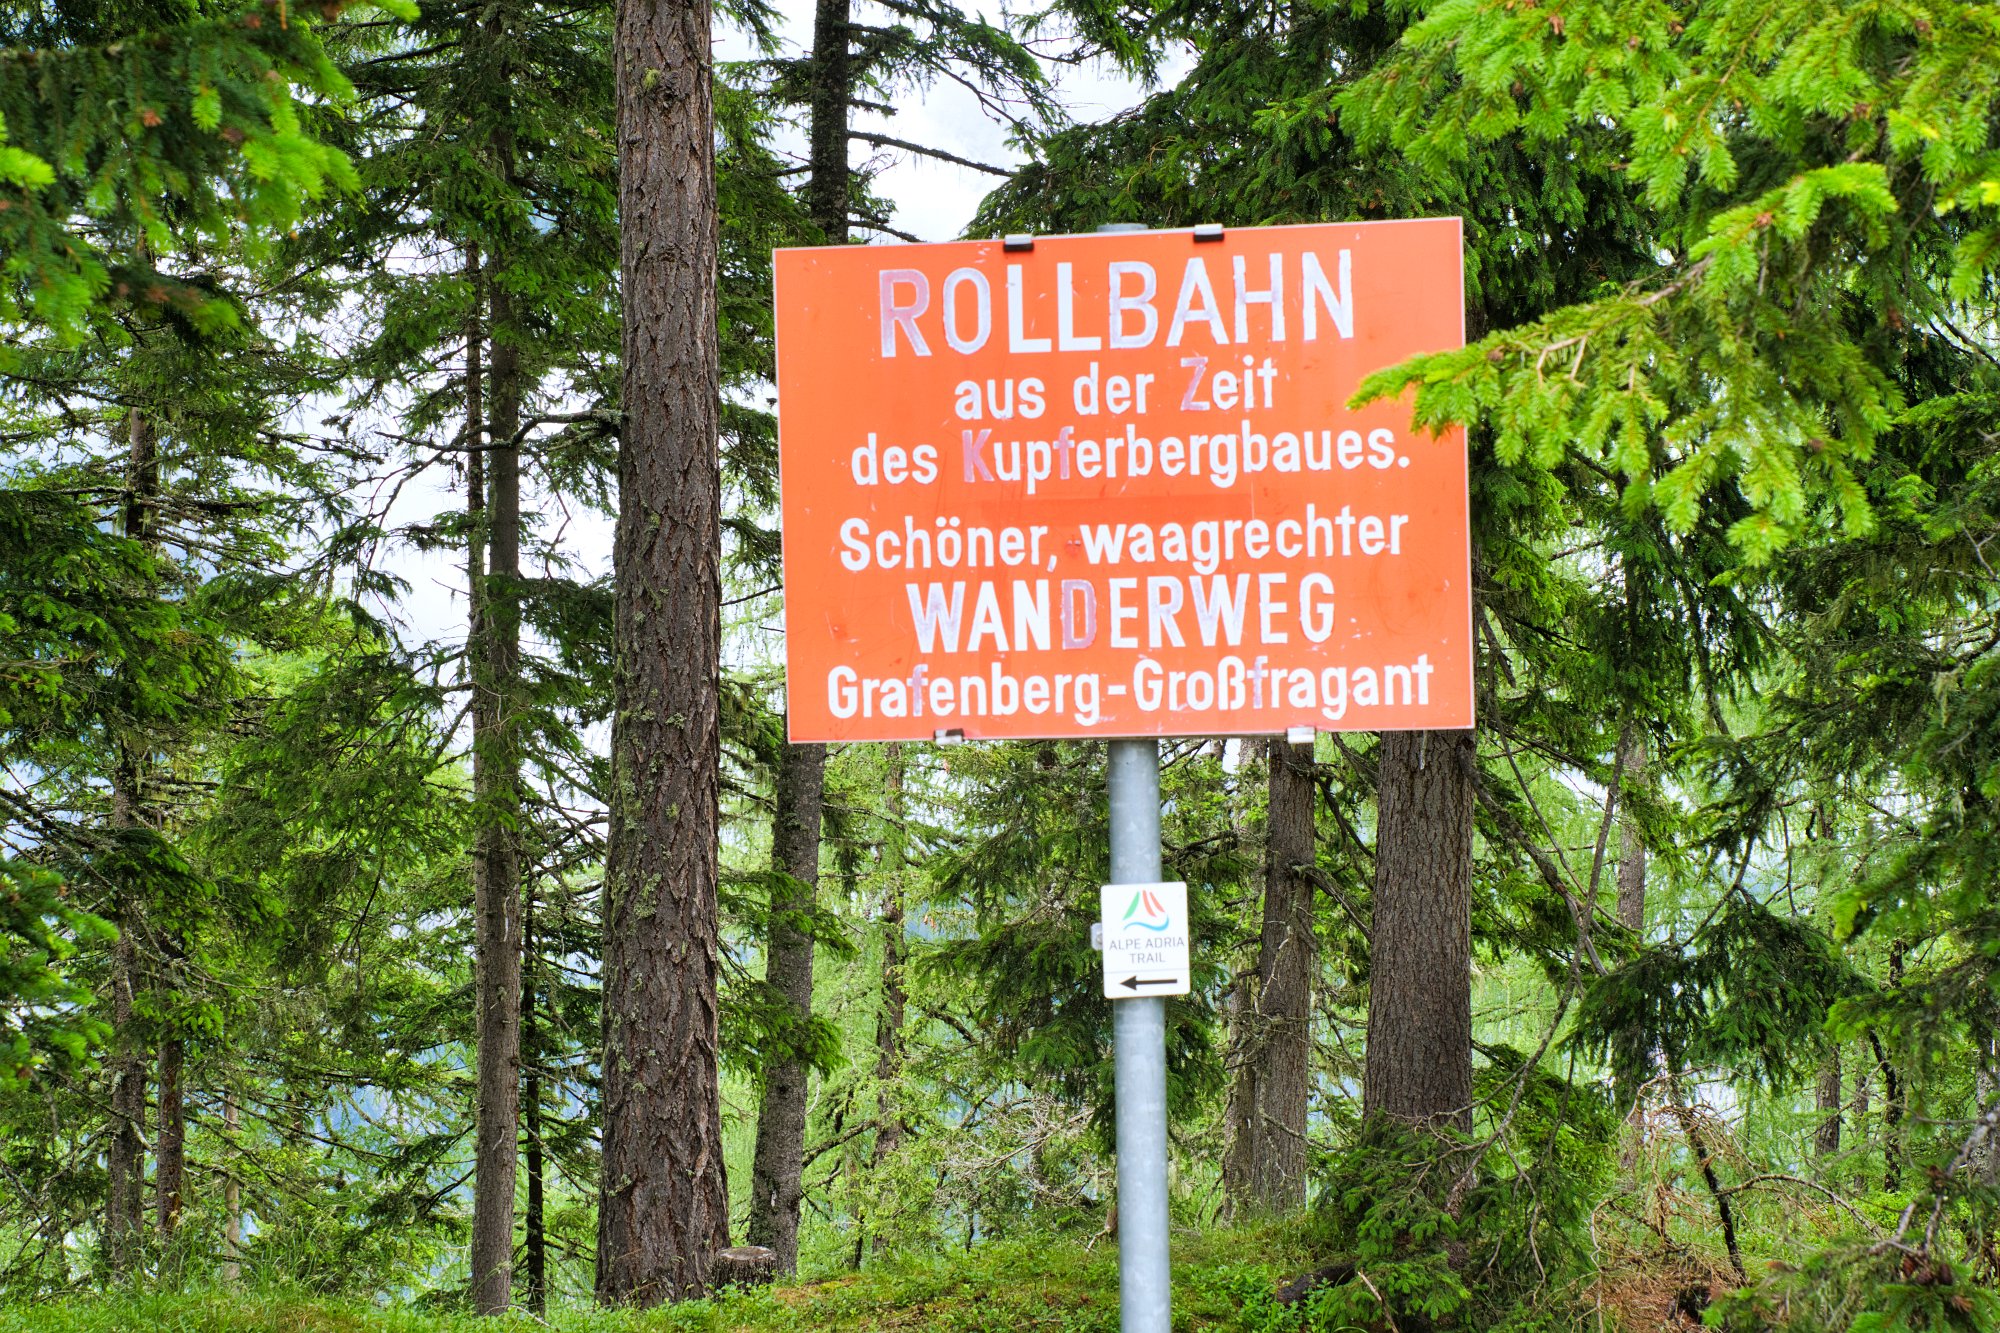 ROLLBAHN
aus der Zeit
des Kupferbergbaues.
Schöner, waagrechter
WANDERWEG
Grafenberg-Großfragant
ALPE ADRIA
TRAIL